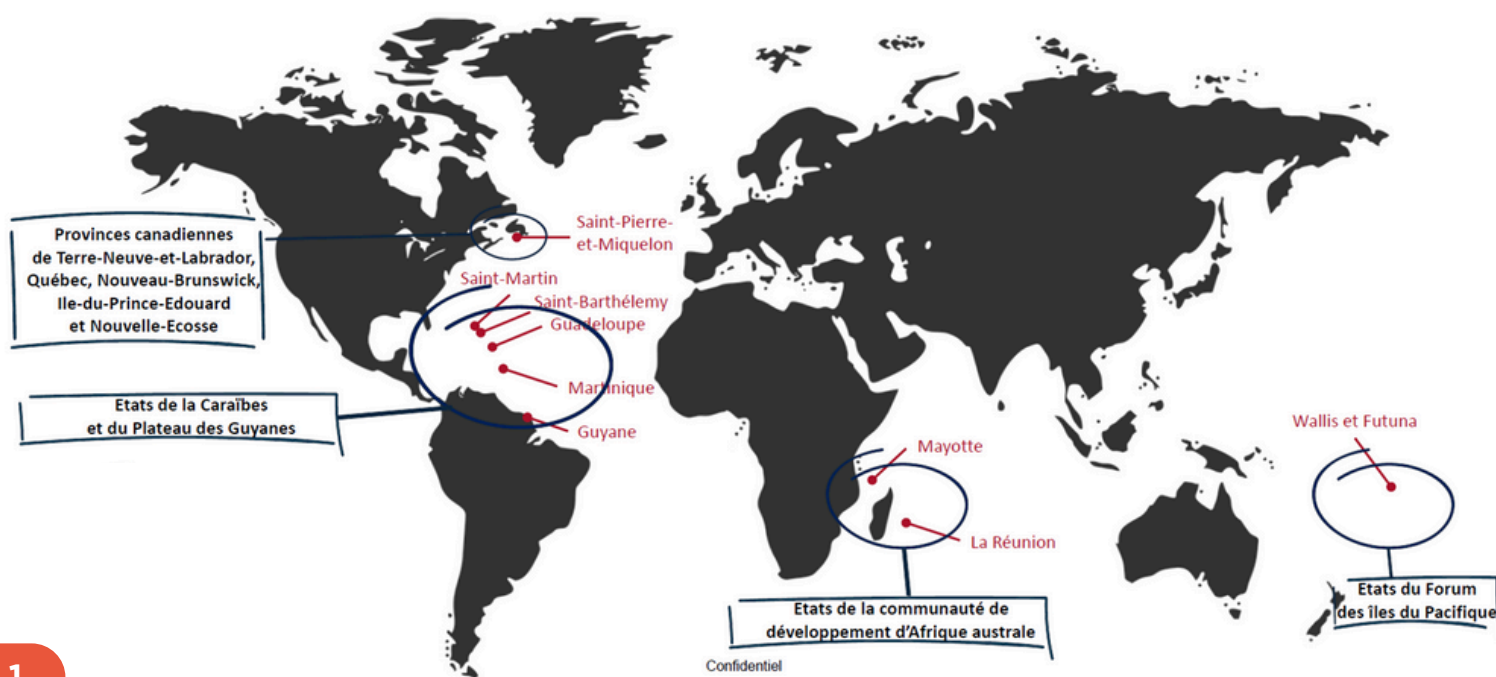 Provinces canadiennes
de Terre-Neuve-et-Labrador,
Québec, Nouveau-Brunswick,
Ile-du-Prince-Edouard
et Nouvelle-Ecosse
Saint-Pierre-
et-Miquelon
Saint-Martin
Saint-Barthélemy
Guadeloupe
Martinique
Guyane
Etats de la Caraïbes
et du Plateau des Guyanes
Mayotte
La Réunion
Etats de la communauté de
développement d'Afrique australe
Wallis et Futuna
Etats du Forum
des îles du Pacifique
Confidentiel
1